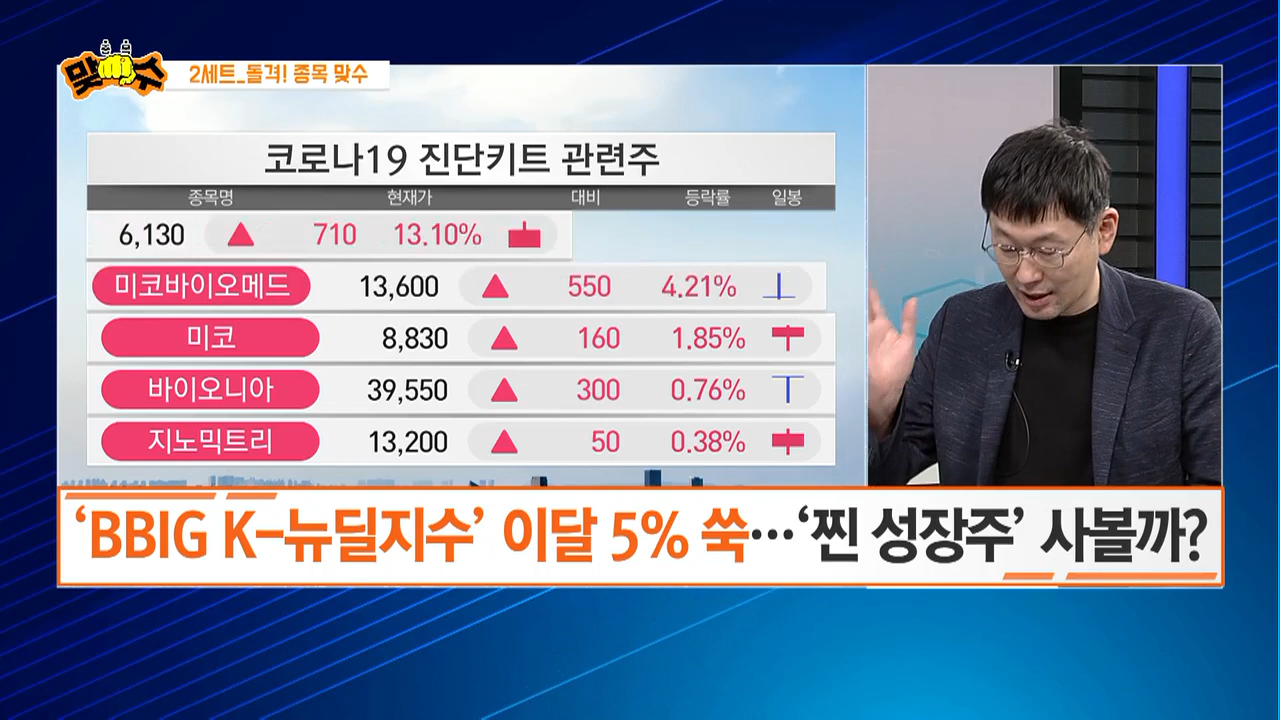 종목
맞수
2세트_돌격! 종목 맞수
코로나19 진단키트 관련주
종목명 현재가 대비 등락률 일봉
6,130 ▲ 710 13.10%
미코바이오메드 13,600 ▲ 550 4.21%
미코 8,830 ▲ 160 1.85%
바이오니아 39,550 ▲ 300 0.76%
지노믹트리 13,200 ▲ 50 0.38%
‘BBIG K-뉴딜지수’ 이달 5% 쑥…‘찐 성장주’ 사볼까?